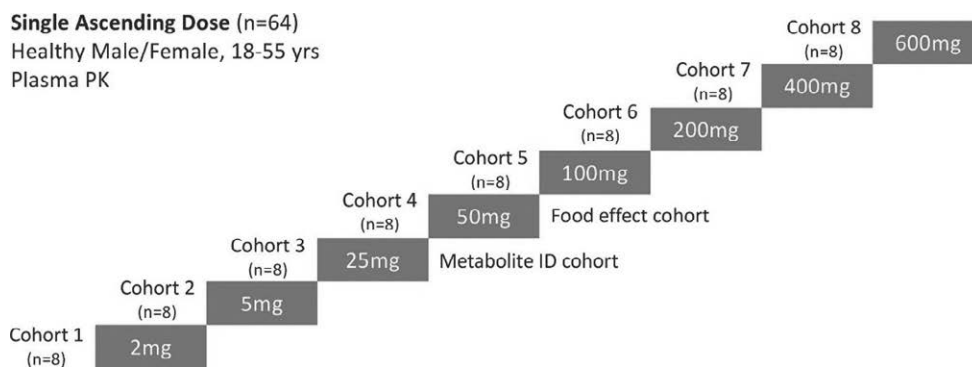 Single Ascending Dose (n=64)
Healthy Male/Female, 18-55 yrs
Plasma PK
Cohort 8
(n=8)
600mg
Cohort 7
(n=8)
400mg
Cohort 6
(n=8)
200mg
Cohort 5
(n=8)
100mg
Cohort 4
(n=8)
50mg
Food effect cohort
Cohort 3
(n=8)
25mg
Metabolite ID cohort
Cohort 2
(n=8)
5mg
Cohort 1
(n=8)
2mg